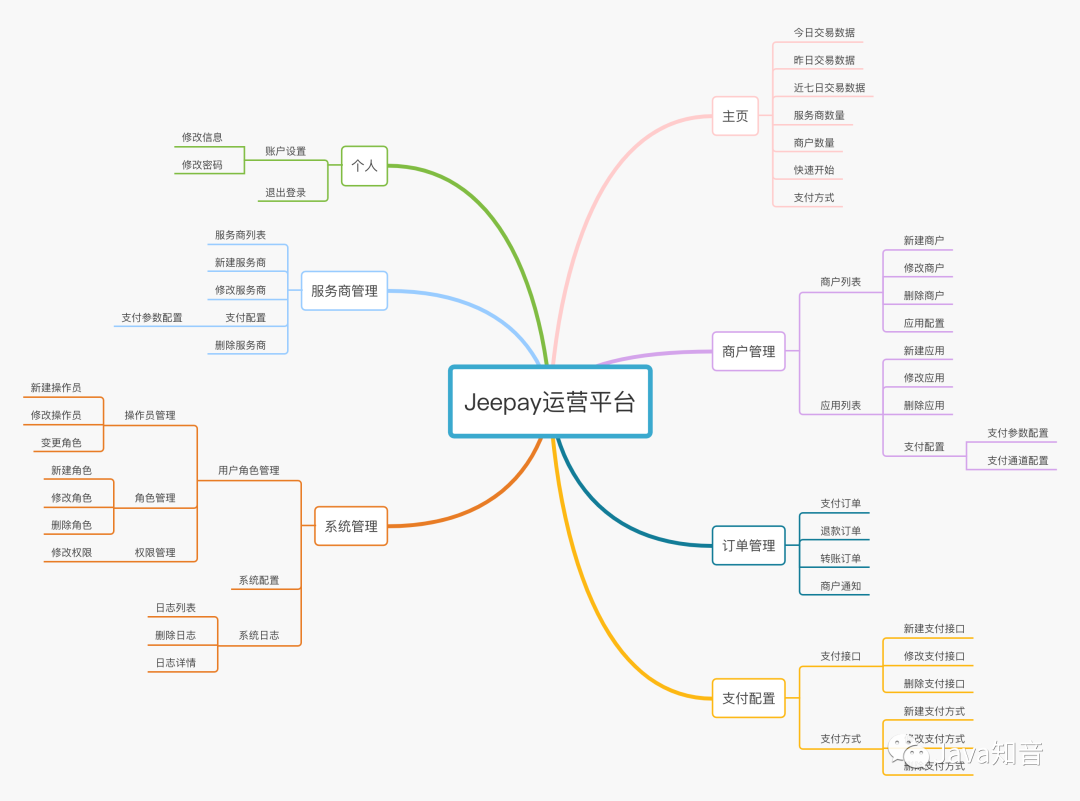 Jeepay运营平台
主页
今日交易数据
昨日交易数据
近七日交易数据
服务商数量
商户数量
快速开始
支付方式
商户管理
商户列表
新建商户
修改商户
删除商户
应用配置
应用列表
新建应用
修改应用
删除应用
支付配置
支付参数配置
支付通道配置
订单管理
支付订单
退款订单
转账订单
商户通知
支付配置
支付接口
新建支付接口
修改支付接口
删除支付接口
支付方式
新建支付方式
修改支付方式
删除支付方式
个人
账户设置
修改信息
修改密码
退出登录
服务商管理
服务商列表
新建服务商
修改服务商
支付配置
支付参数配置
删除服务商
系统管理
用户角色管理
操作员管理
新建操作员
修改操作员
变更角色
角色管理
新建角色
修改角色
删除角色
权限管理
修改权限
系统配置
系统日志
日志列表
删除日志
日志详情
Java知音